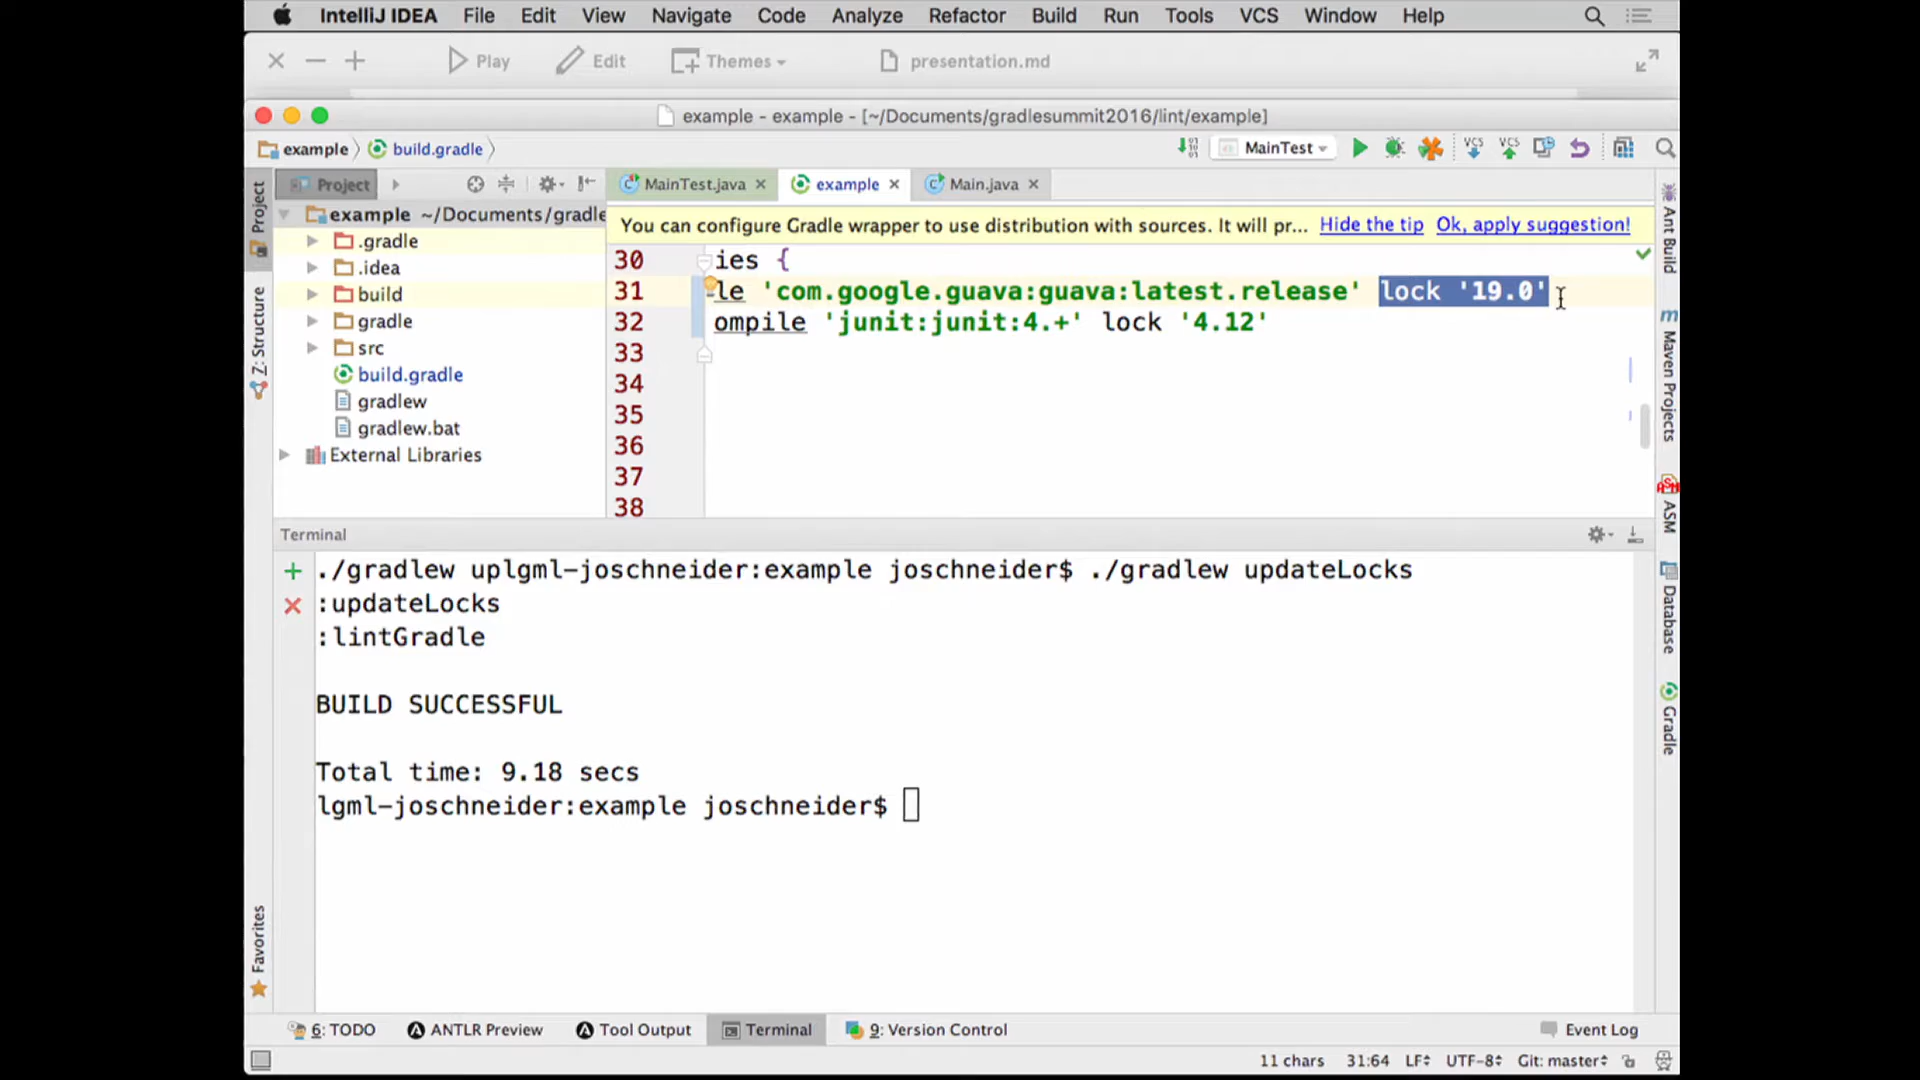 IntelliJ IDEA File Edit View Navigate Code Analyze Refactor Build Run Tools VCS Window Help
Play Edit Themes presentation.md
example - example - [~/Documents/gradlesummit2016/lint/example]
example build.gradle MainTest VCS VCS
Project MainTest.java example Main.java
example ~/Documents/gradle
You can configure Gradle wrapper to use distribution with sources. It will pr... Hide the tip Ok, apply suggestion!
.gradle
.idea
build
gradle
src
build.gradle
gradlew
gradlew.bat
External Libraries
30 ies {
31 le 'com.google.guava:guava:latest.release' lock '19.0'
32 ompile 'junit:junit:4.+' lock '4.12'
33
34
35
36
37
38
Project
Z: Structure
Favorites
Ant Build
Maven Projects
ASM
Database
Gradle
Terminal
./gradlew uplgml-joschneider:example joschneider$ ./gradlew updateLocks
:updateLocks
:lintGradle
BUILD SUCCESSFUL
Total time: 9.18 secs
lgml-joschneider:example joschneider$
6: TODO ANTLR Preview Tool Output Terminal 9: Version Control Event Log
11 chars 31:64 LF UTF-8 Git: master